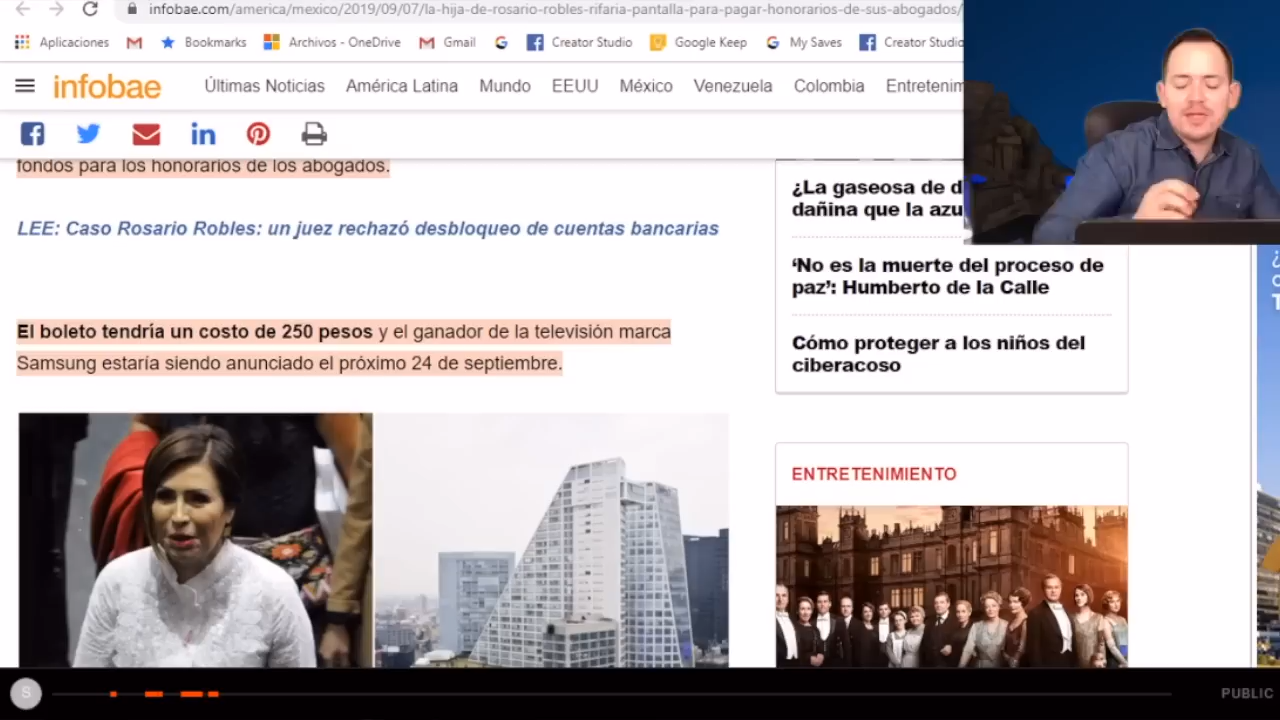 infobae.com/america/mexico/2019/09/07/la-hija-de-rosario-robles-rifaria-pantalla-para-pagar-honorarios-de-sus-abogados/
Aplicaciones Bookmarks Archivos - OneDrive Gmail Creator Studio Google Keep My Saves Creator Studio
infobae Últimas Noticias América Latina Mundo EEUU México Venezuela Colombia Entretenim
fondos para los honorarios de los abogados.
LEE: Caso Rosario Robles: un juez rechazó desbloqueo de cuentas bancarias
El boleto tendría un costo de 250 pesos y el ganador de la televisión marca
Samsung estaría siendo anunciado el próximo 24 de septiembre.
¿La gaseosa de d
dañina que la azu
‘No es la muerte del proceso de
paz’: Humberto de la Calle
Cómo proteger a los niños del
ciberacoso
ENTRETENIMIENTO
S
PUBLIC